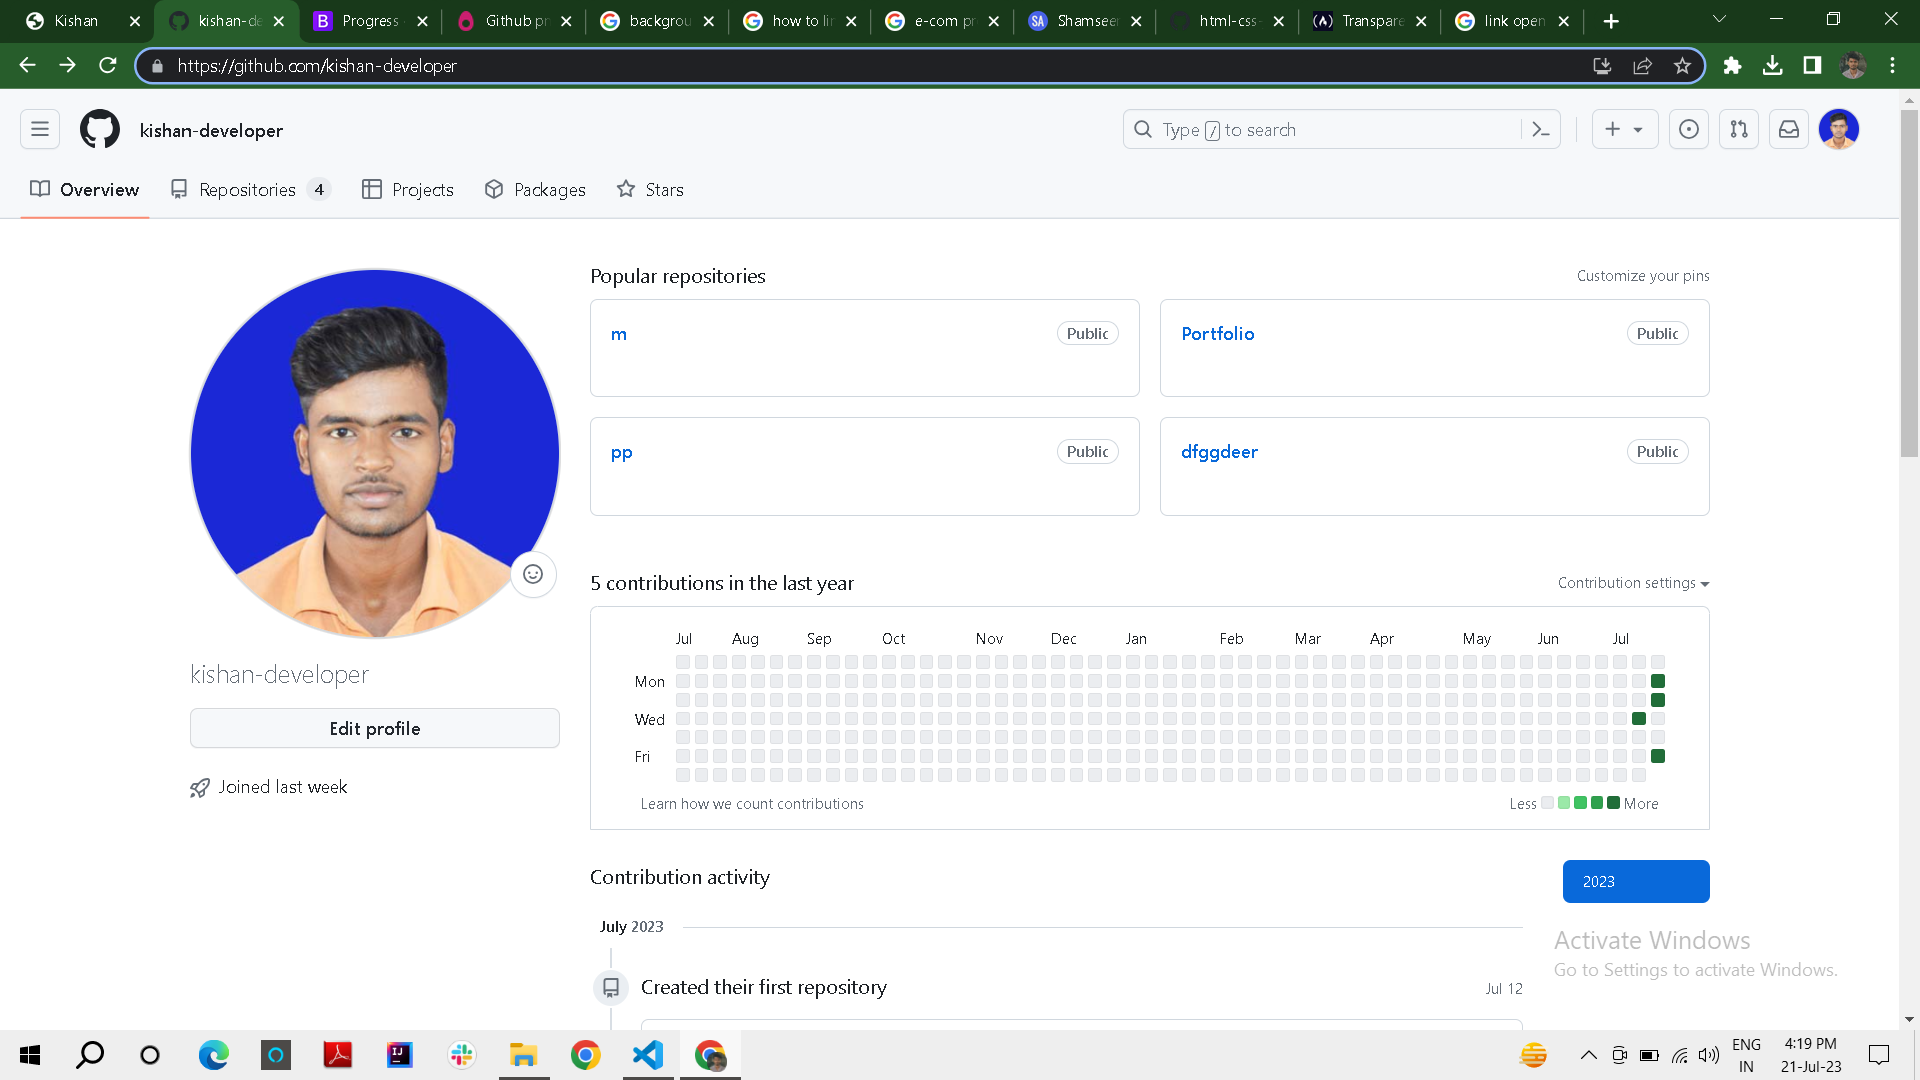 Kishan
kishan-de
Progress
Github pr
backgrou
how to lin
e-com pr
Shamseer
html-css-
Transpare
link open
https://github.com/kishan-developer
kishan-developer
Type / to search
Overview
Repositories 4
Projects
Packages
Stars
Popular repositories
Customize your pins
m Public
Portfolio Public
pp Public
dfggdeer Public
5 contributions in the last year
Contribution settings
Jul Aug Sep Oct Nov Dec Jan Feb Mar Apr May Jun Jul
Mon
Wed
Fri
Learn how we count contributions
Less More
kishan-developer
Edit profile
Joined last week
Contribution activity
2023
July 2023
Created their first repository
Jul 12
Activate Windows
Go to Settings to activate Windows.
ENG
IN
4:19 PM
21-Jul-23